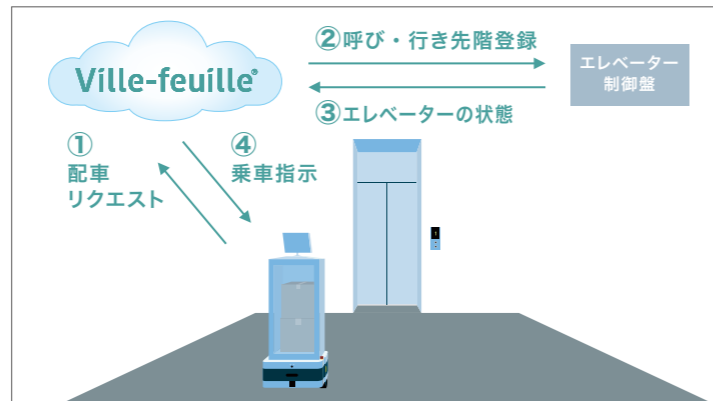 Ville-feuille®
②呼び・行き先階登録
エレベーター
制御盤
③エレベーターの状態
①
配車
リクエスト
④
乗車指示
1